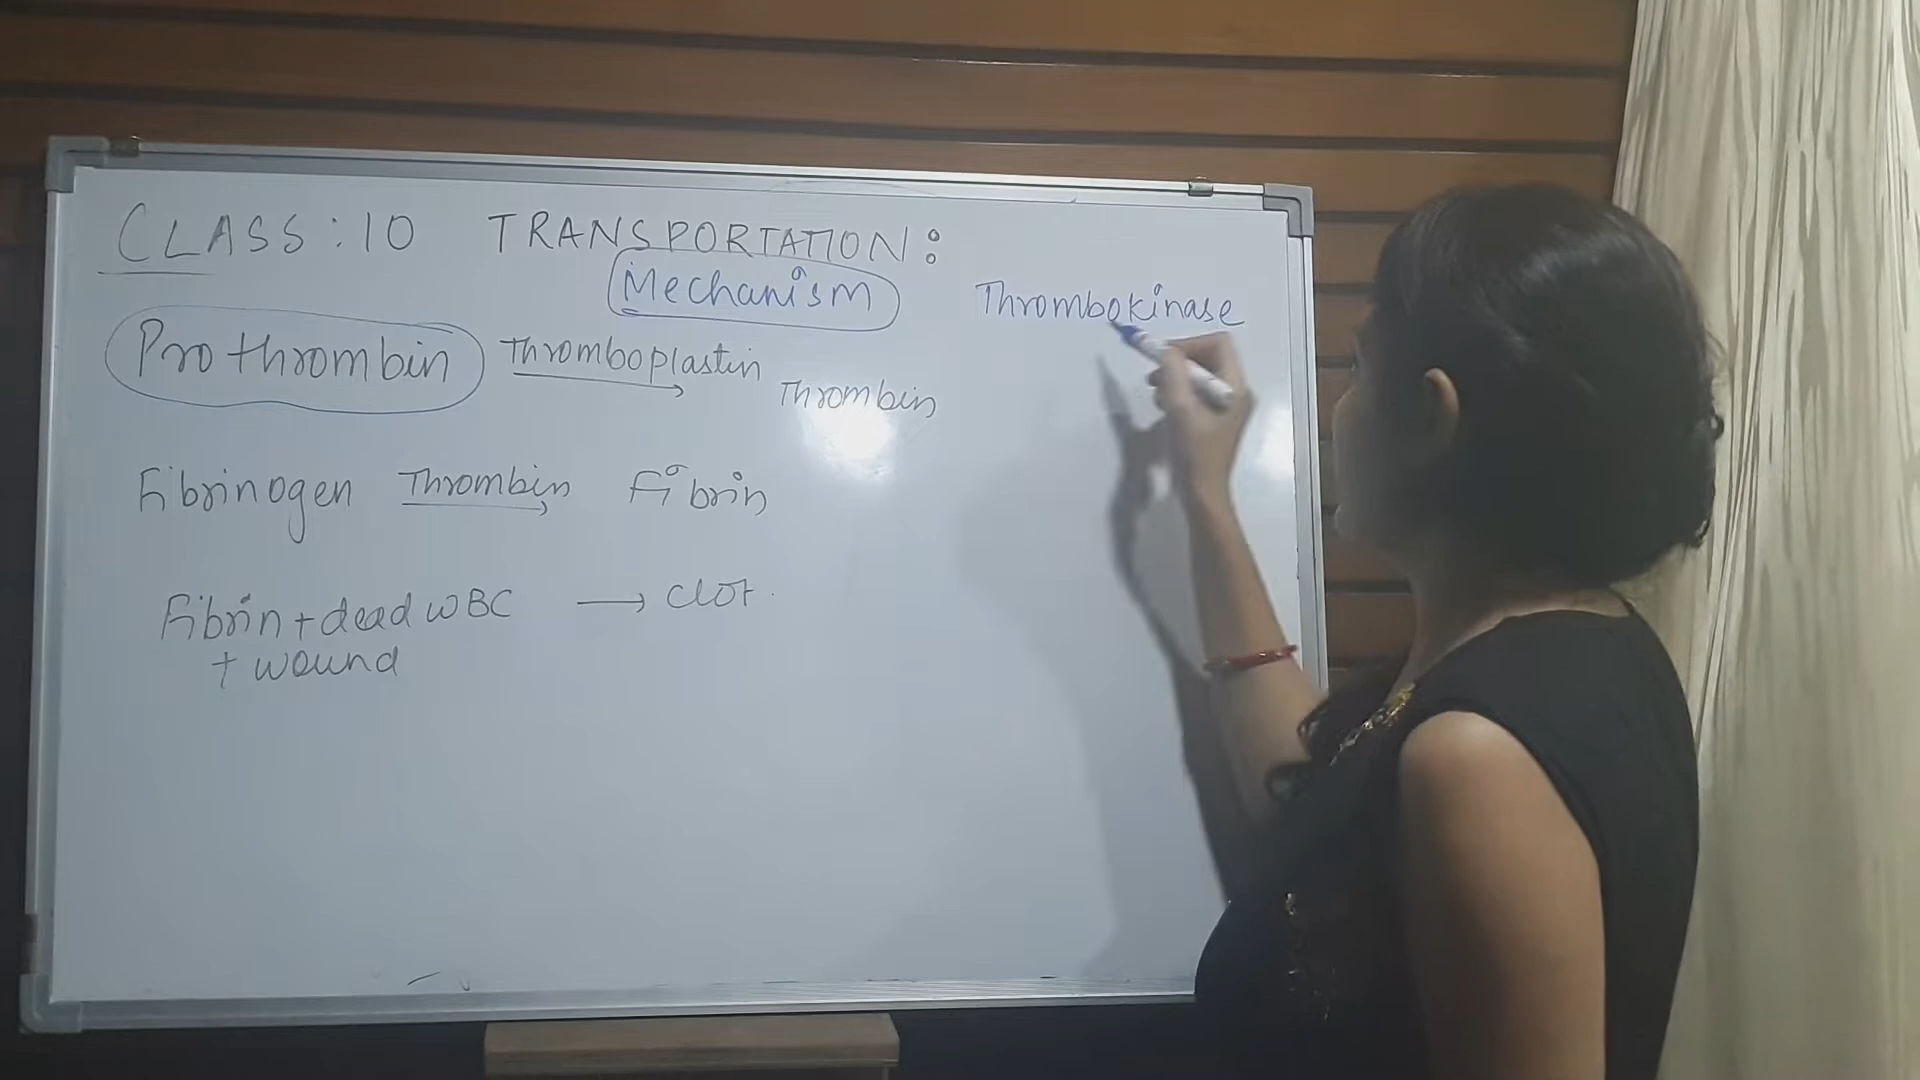 CLASS: 10 TRANSPORTATION:
Mechanism
Thrombokinase
Prothrombin Thromboplastin → Thrombin
Fibrinogen Thrombin → Fibrin
Fibrin + dead WBC → Clot.
+ wound